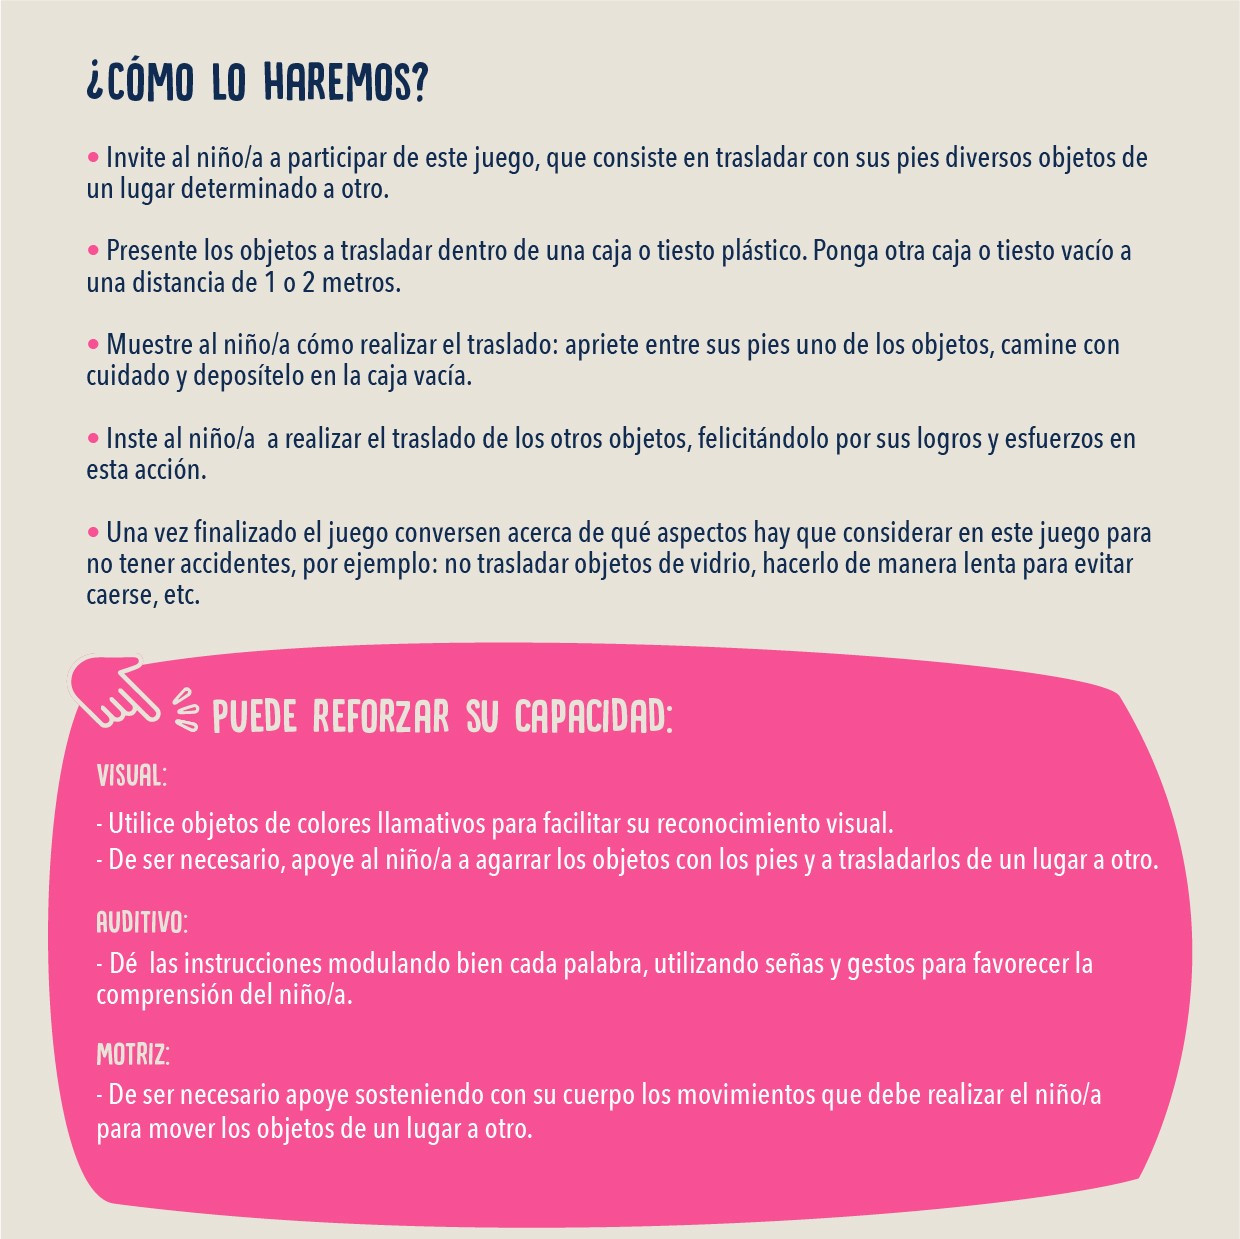 ¿CÓMO LO HAREMOS?
• Invite al niño/a a participar de este juego, que consiste en trasladar con sus pies diversos objetos de
un lugar determinado a otro.
• Presente los objetos a trasladar dentro de una caja o tiesto plástico. Ponga otra caja o tiesto vacío a
una distancia de 1 o 2 metros.
• Muestre al niño/a cómo realizar el traslado: apriete entre sus pies uno de los objetos, camine con
cuidado y deposítelo en la caja vacía.
• Inste al niño/a  a realizar el traslado de los otros objetos, felicitándolo por sus logros y esfuerzos en
esta acción.
• Una vez finalizado el juego conversen acerca de qué aspectos hay que considerar en este juego para
no tener accidentes, por ejemplo: no trasladar objetos de vidrio, hacerlo de manera lenta para evitar
caerse, etc.
PUEDE REFORZAR SU CAPACIDAD:
VISUAL:
- Utilice objetos de colores llamativos para facilitar su reconocimiento visual.
- De ser necesario, apoye al niño/a a agarrar los objetos con los pies y a trasladarlos de un lugar a otro.
AUDITIVO:
- Dé  las instrucciones modulando bien cada palabra, utilizando señas y gestos para favorecer la
comprensión del niño/a.
MOTRIZ:
- De ser necesario apoye sosteniendo con su cuerpo los movimientos que debe realizar el niño/a
para mover los objetos de un lugar a otro.